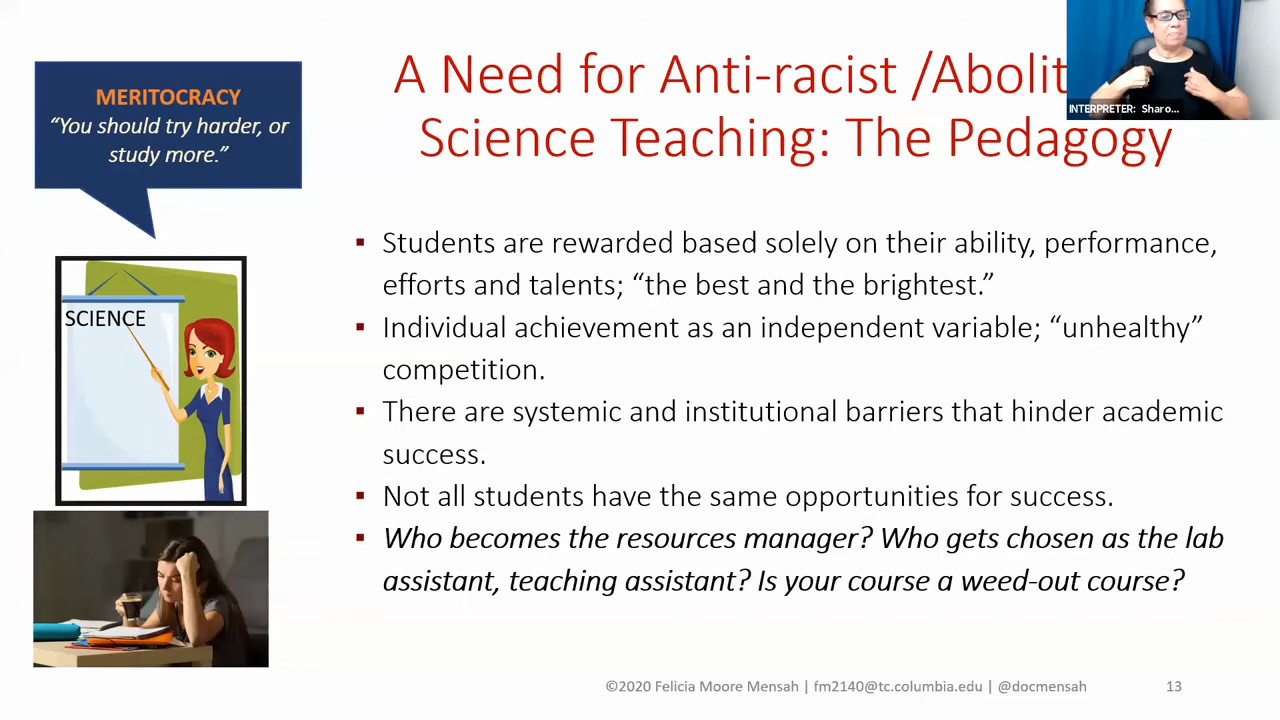 A Need for Anti-racist /Abolit
Science Teaching: The Pedagogy
INTERPRETER: Sharo...
MERITOCRACY
“You should try harder, or
study more.”
SCIENCE
▪ Students are rewarded based solely on their ability, performance,
efforts and talents; “the best and the brightest.”
▪ Individual achievement as an independent variable; “unhealthy”
competition.
▪ There are systemic and institutional barriers that hinder academic
success.
▪ Not all students have the same opportunities for success.
▪ Who becomes the resources manager? Who gets chosen as the lab
assistant, teaching assistant? Is your course a weed-out course?
©2020 Felicia Moore Mensah | fm2140@tc.columbia.edu | @docmensah
13